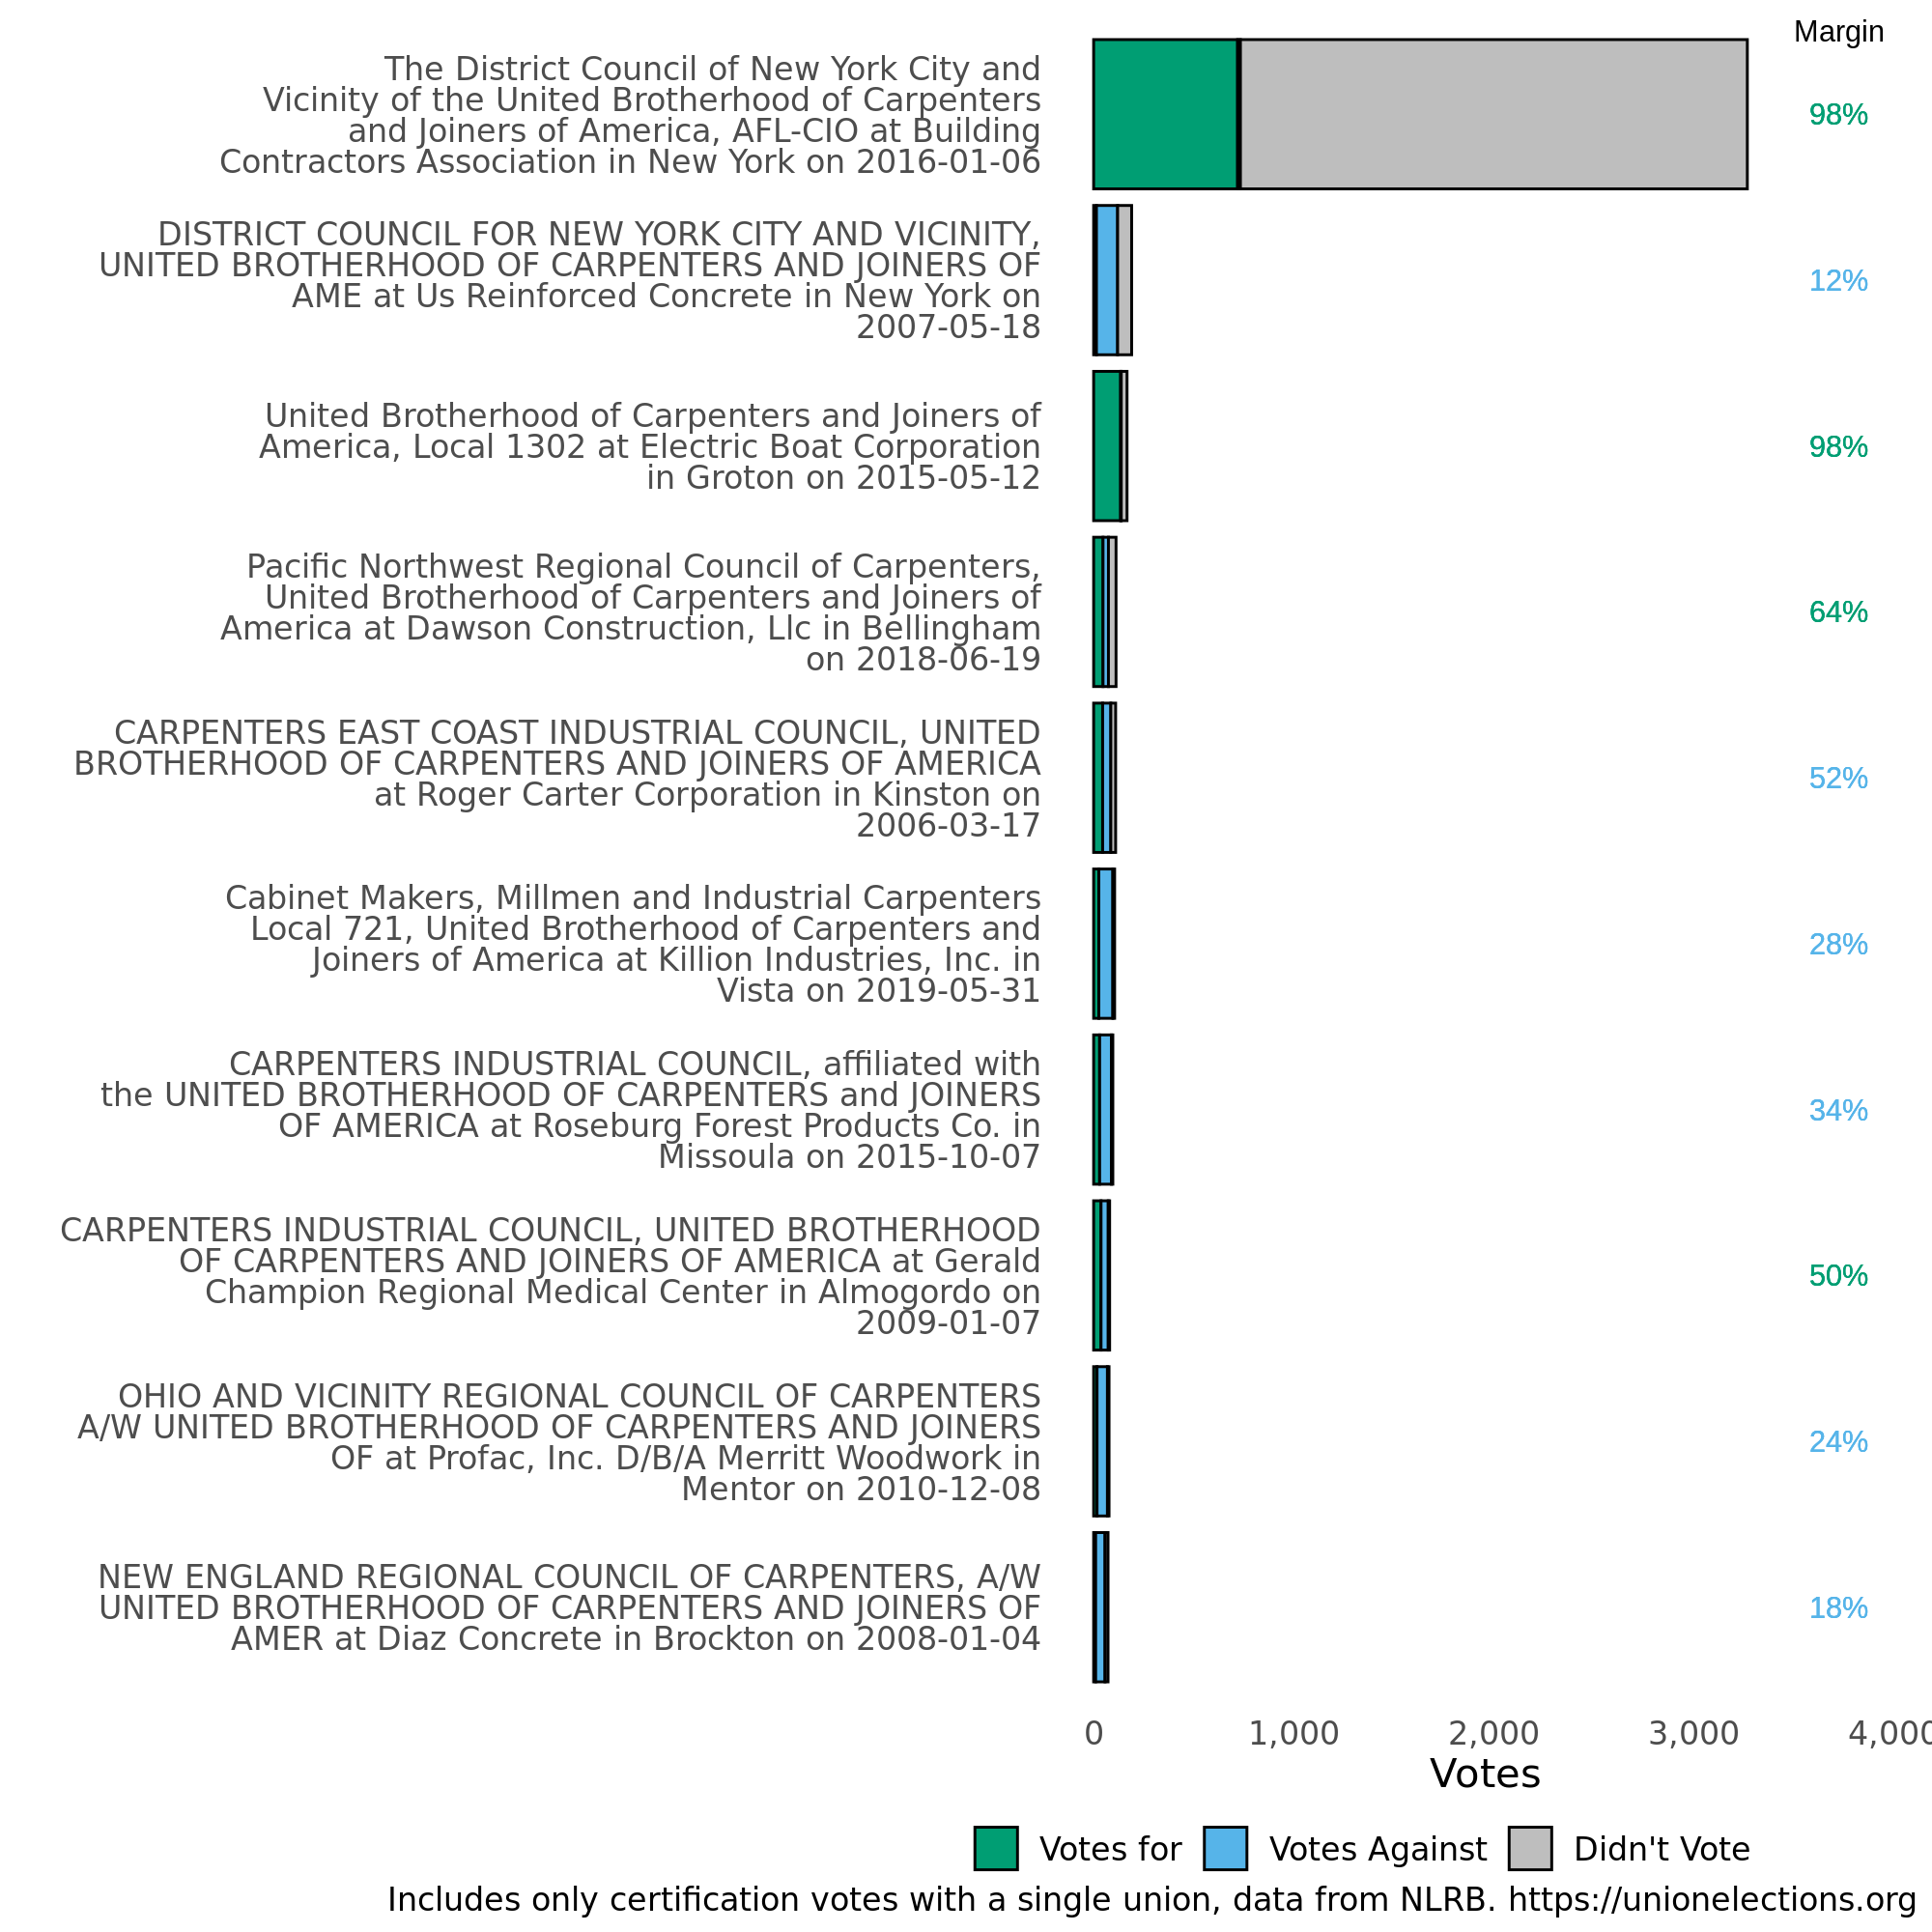 Margin
The District Council of New York City and
Vicinity of the United Brotherhood of Carpenters
and Joiners of America, AFL-CIO at Building
Contractors Association in New York on 2016-01-06
98%
DISTRICT COUNCIL FOR NEW YORK CITY AND VICINITY,
UNITED BROTHERHOOD OF CARPENTERS AND JOINERS OF
AME at Us Reinforced Concrete in New York on
2007-05-18
12%
United Brotherhood of Carpenters and Joiners of
America, Local 1302 at Electric Boat Corporation
in Groton on 2015-05-12
98%
Pacific Northwest Regional Council of Carpenters,
United Brotherhood of Carpenters and Joiners of
America at Dawson Construction, Llc in Bellingham
on 2018-06-19
64%
CARPENTERS EAST COAST INDUSTRIAL COUNCIL, UNITED
BROTHERHOOD OF CARPENTERS AND JOINERS OF AMERICA
at Roger Carter Corporation in Kinston on
2006-03-17
52%
Cabinet Makers, Millmen and Industrial Carpenters
Local 721, United Brotherhood of Carpenters and
Joiners of America at Killion Industries, Inc. in
Vista on 2019-05-31
28%
CARPENTERS INDUSTRIAL COUNCIL, affiliated with
the UNITED BROTHERHOOD OF CARPENTERS and JOINERS
OF AMERICA at Roseburg Forest Products Co. in
Missoula on 2015-10-07
34%
CARPENTERS INDUSTRIAL COUNCIL, UNITED BROTHERHOOD
OF CARPENTERS AND JOINERS OF AMERICA at Gerald
Champion Regional Medical Center in Almogordo on
2009-01-07
50%
OHIO AND VICINITY REGIONAL COUNCIL OF CARPENTERS
A/W UNITED BROTHERHOOD OF CARPENTERS AND JOINERS
OF at Profac, Inc. D/B/A Merritt Woodwork in
Mentor on 2010-12-08
24%
NEW ENGLAND REGIONAL COUNCIL OF CARPENTERS, A/W
UNITED BROTHERHOOD OF CARPENTERS AND JOINERS OF
AMER at Diaz Concrete in Brockton on 2008-01-04
18%
0 1,000 2,000 3,000 4,000
Votes
Votes for Votes Against Didn't Vote
Includes only certification votes with a single union, data from NLRB. https://unionelections.org